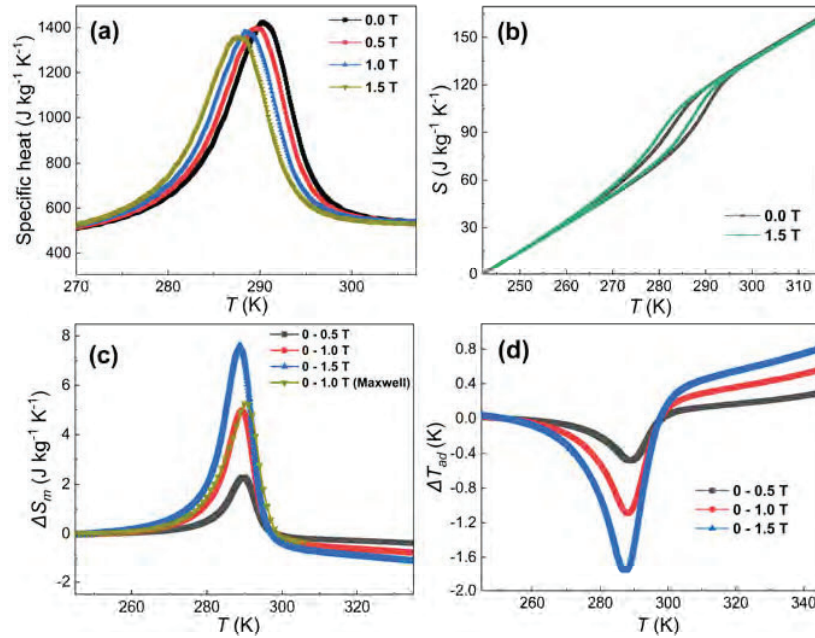 (a)
0.0 T
0.5 T
1.0 T
1.5 T
Specific heat (J kg⁻¹ K⁻¹)
1400
1200
1000
800
600
400
270 280 290 300
T (K)
(b)
0.0 T
1.5 T
S (J kg⁻¹ K⁻¹)
150
120
90
60
30
0
250 260 270 280 290 300 310
T (K)
(c)
0 - 0.5 T
0 - 1.0 T
0 - 1.5 T
0 - 1.0 T (Maxwell)
ΔSm (J kg⁻¹ K⁻¹)
8
6
4
2
0
-2
260 280 300 320
T (K)
(d)
0 - 0.5 T
0 - 1.0 T
0 - 1.5 T
ΔTad (K)
0.8
0.4
0.0
-0.4
-0.8
-1.2
-1.6
-2.0
260 280 300 320 340
T (K)